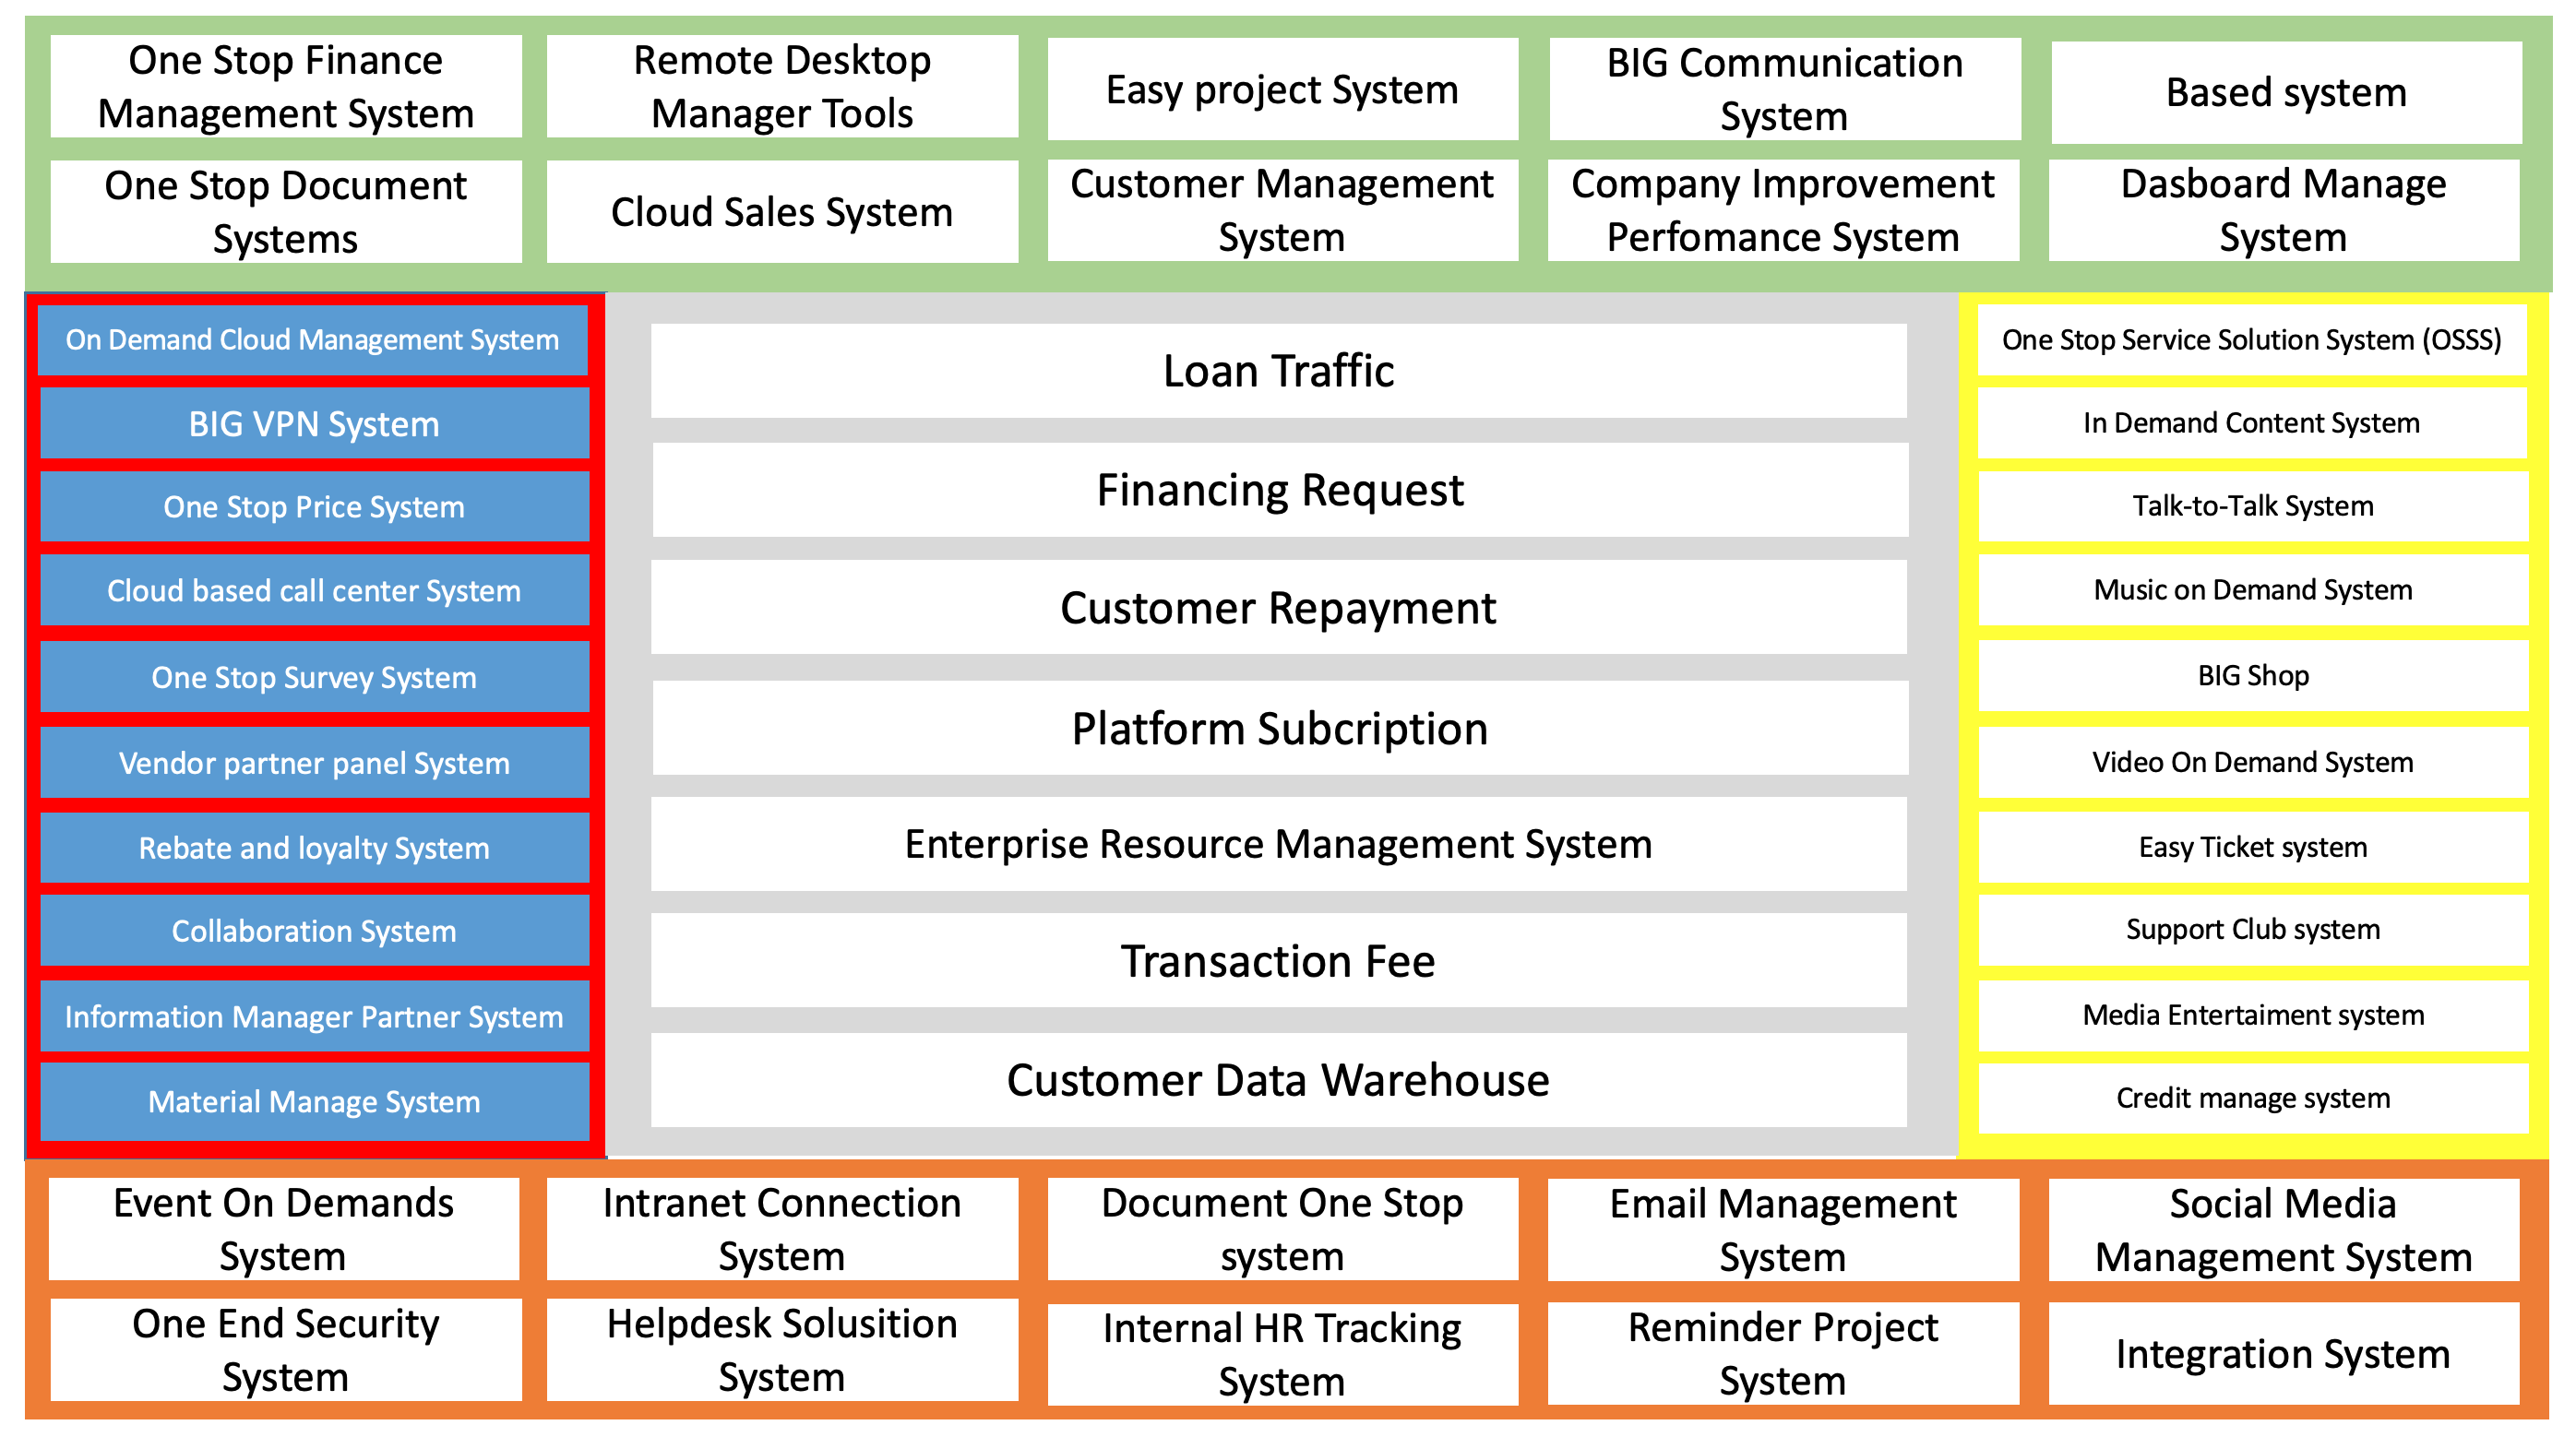 One Stop Finance
Management System
Remote Desktop
Manager Tools
Easy project System
BIG Communication
System
Based system
One Stop Document
Systems
Cloud Sales System
Customer Management
System
Company Improvement
Perfomance System
Dasboard Manage
System
On Demand Cloud Management System
BIG VPN System
One Stop Price System
Cloud based call center System
One Stop Survey System
Vendor partner panel System
Rebate and loyalty System
Collaboration System
Information Manager Partner System
Material Manage System
Loan Traffic
Financing Request
Customer Repayment
Platform Subcription
Enterprise Resource Management System
Transaction Fee
Customer Data Warehouse
One Stop Service Solution System (OSSS)
In Demand Content System
Talk-to-Talk System
Music on Demand System
BIG Shop
Video On Demand System
Easy Ticket system
Support Club system
Media Entertaiment system
Credit manage system
Event On Demands
System
Intranet Connection
System
Document One Stop
system
Email Management
System
Social Media
Management System
One End Security
System
Helpdesk Solusition
System
Internal HR Tracking
System
Reminder Project
System
Integration System